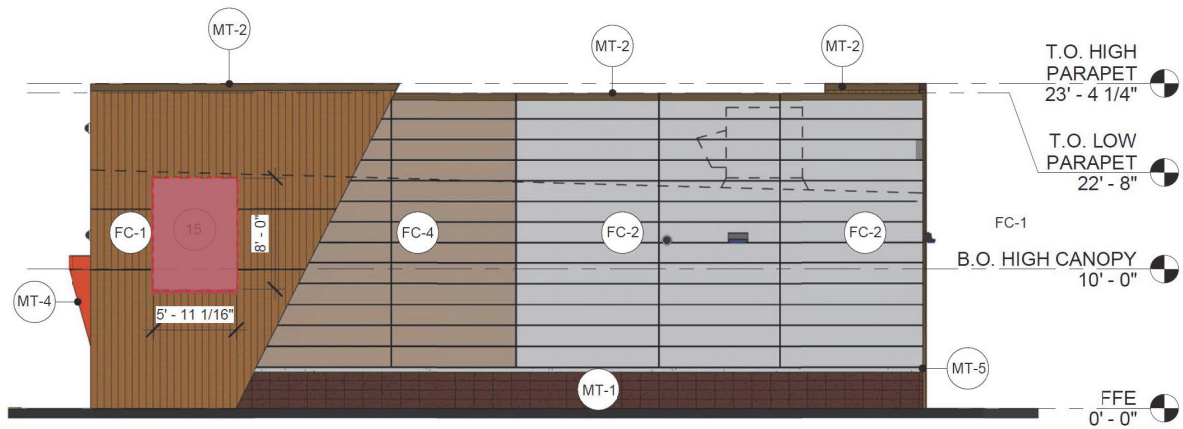 MT-2
MT-2
MT-2
T.O. HIGH
PARAPET
23' - 4 1/4"
T.O. LOW
PARAPET
22' - 8"
FC-1
15
8' - 0"
FC-4
FC-2
FC-2
FC-1
B.O. HIGH CANOPY
10' - 0"
MT-4
5' - 11 1/16"
MT-5
MT-1
FFE
0' - 0"